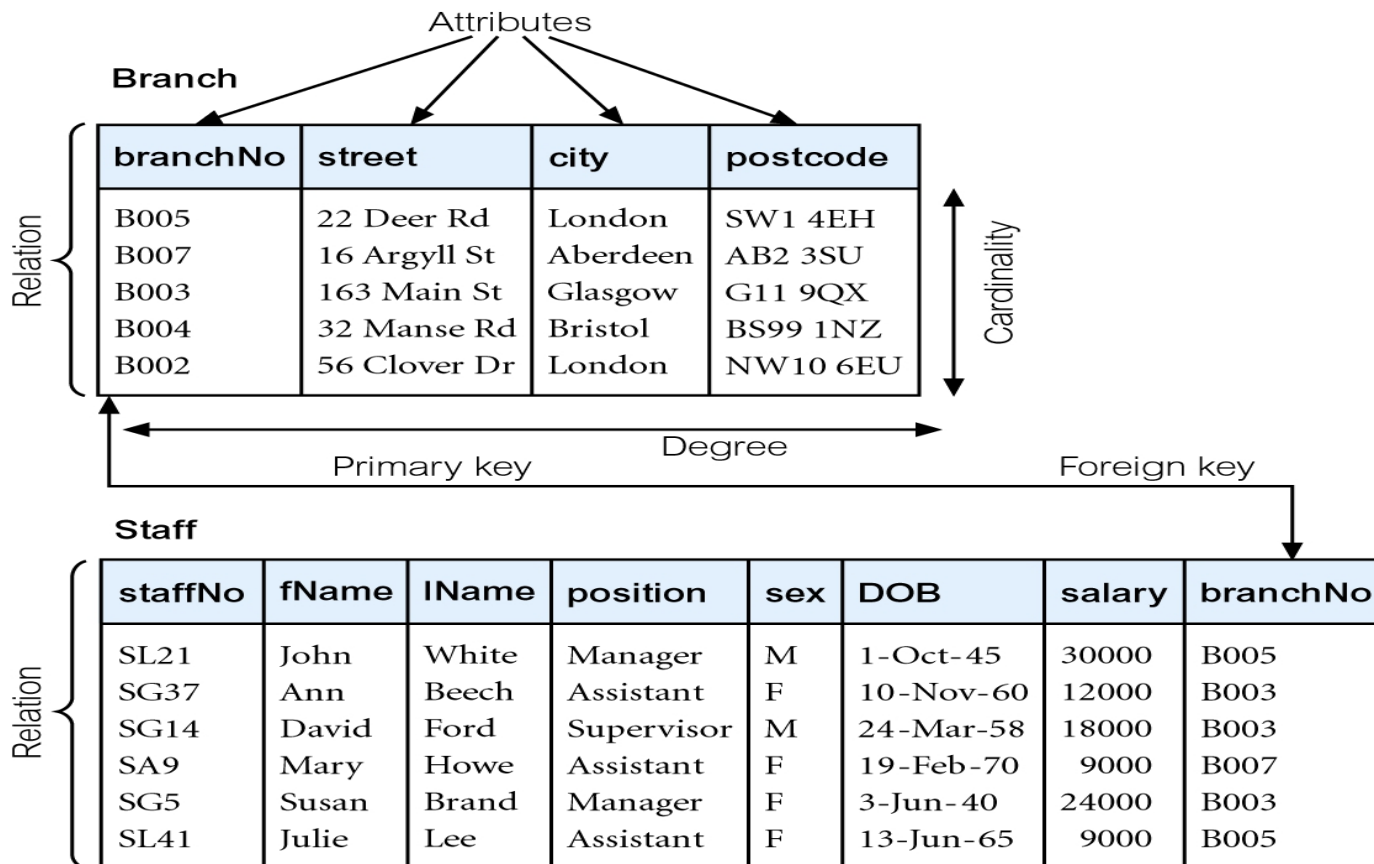 Attributes
Branch
branchNo street city postcode
B005 22 Deer Rd London SW1 4EH
B007 16 Argyll St Aberdeen AB2 3SU
B003 163 Main St Glasgow G11 9QX
B004 32 Manse Rd Bristol BS99 1NZ
B002 56 Clover Dr London NW10 6EU
Relation
Cardinality
Degree
Primary key
Foreign key
Staff
staffNo fName lName position sex DOB salary branchNo
SL21 John White Manager M 1-Oct-45 30000 B005
SG37 Ann Beech Assistant F 10-Nov-60 12000 B003
SG14 David Ford Supervisor M 24-Mar-58 18000 B003
SA9 Mary Howe Assistant F 19-Feb-70 9000 B007
SG5 Susan Brand Manager F 3-Jun-40 24000 B003
SL41 Julie Lee Assistant F 13-Jun-65 9000 B005
Relation